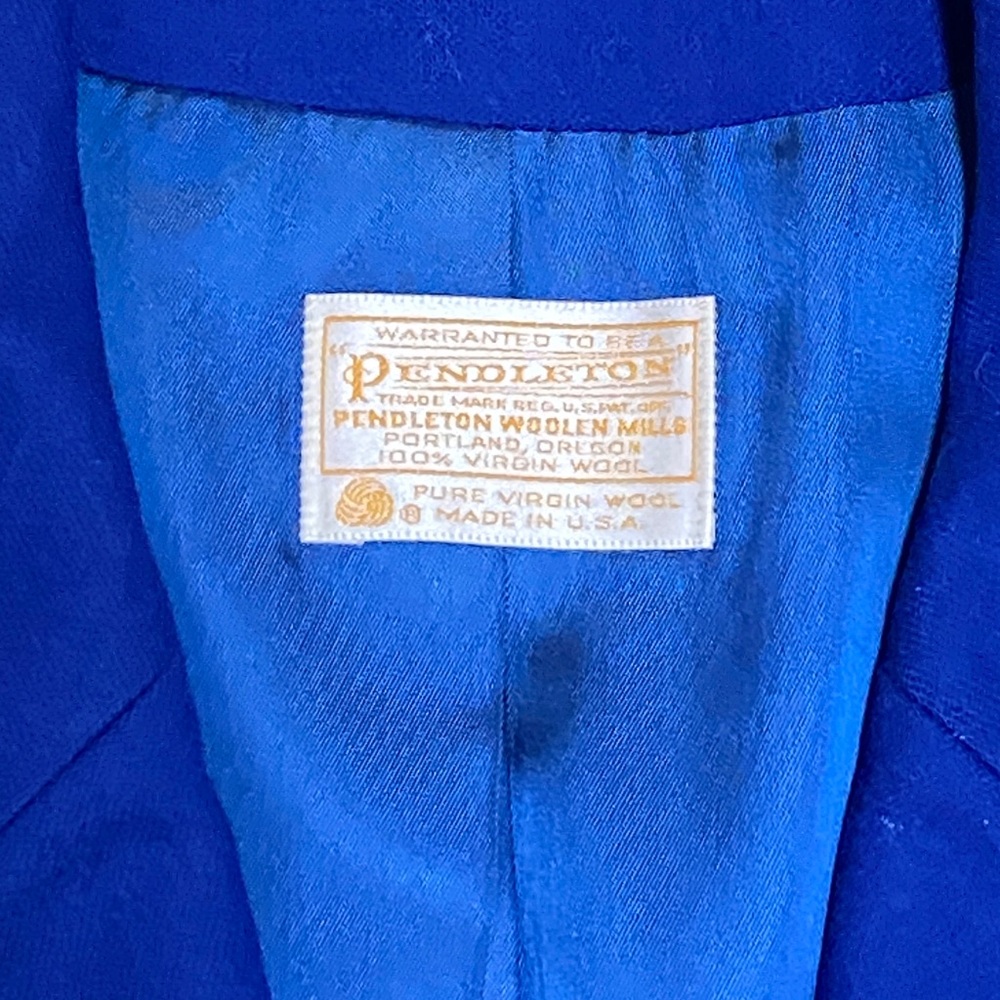 WARRANTED TO BE A
"PENDLETON"
TRADE MARK REG. U.S. PAT. OFF.
PENDLETON WOOLEN MILLS
PORTLAND, OREGON
100% VIRGIN WOOL
PURE VIRGIN WOOL
® MADE IN U.S.A.